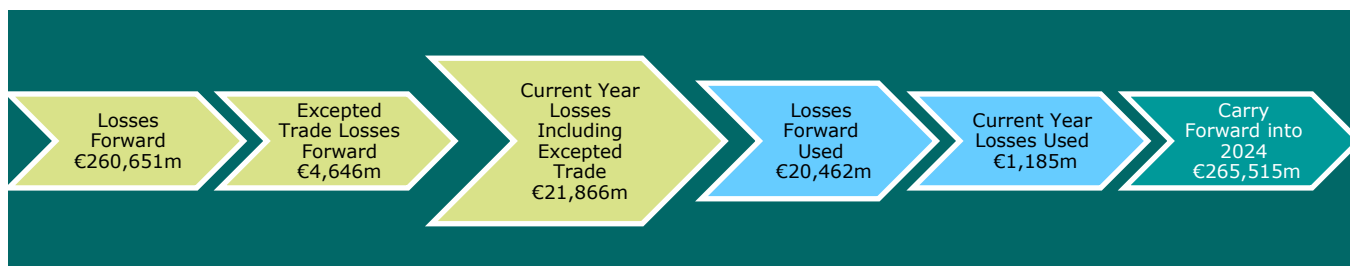 Losses
Forward
€260,651m
Excepted
Trade Losses
Forward
€4,646m
Current Year
Losses
Including
Excepted
Trade
€21,866m
Losses
Forward
Used
€20,462m
Current Year
Losses Used
€1,185m
Carry
Forward into
2024
€265,515m